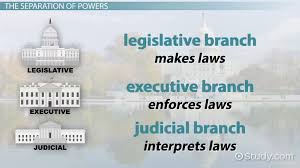 THE SEPARATION OF POWERS
LEGISLATIVE
legislative branch
makes laws
EXECUTIVE
executive branch
enforces laws
JUDICIAL
judicial branch
interprets laws
Study.com